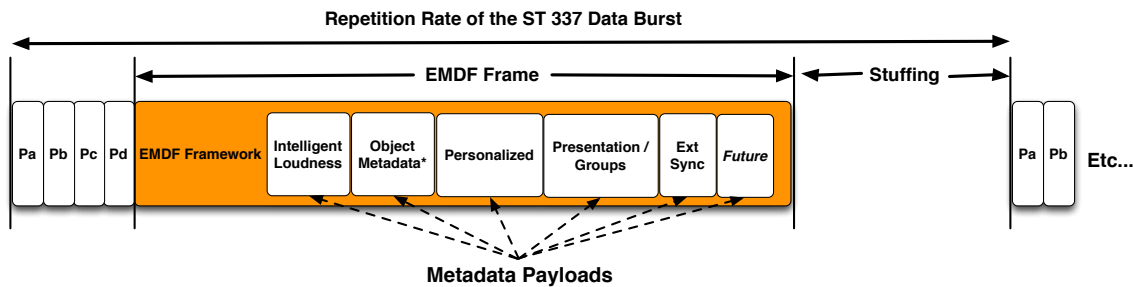 Repetition Rate of the ST 337 Data Burst
EMDF Frame
Stuffing
Pa
Pb
Pc
Pd
EMDF Framework
Intelligent
Loudness
Object
Metadata*
Personalized
Presentation /
Groups
Ext
Sync
Future
Pa
Pb
Etc...
Metadata Payloads